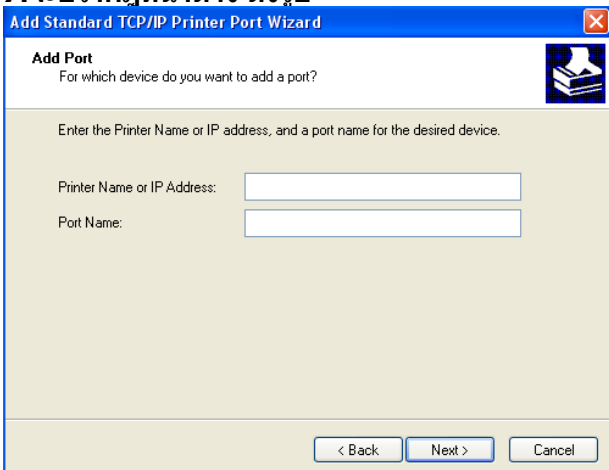 Add Standard TCP/IP Printer Port Wizard
Add Port
For which device do you want to add a port?
Enter the Printer Name or IP address, and a port name for the desired device.
Printer Name or IP Address:
Port Name:
< Back Next > Cancel